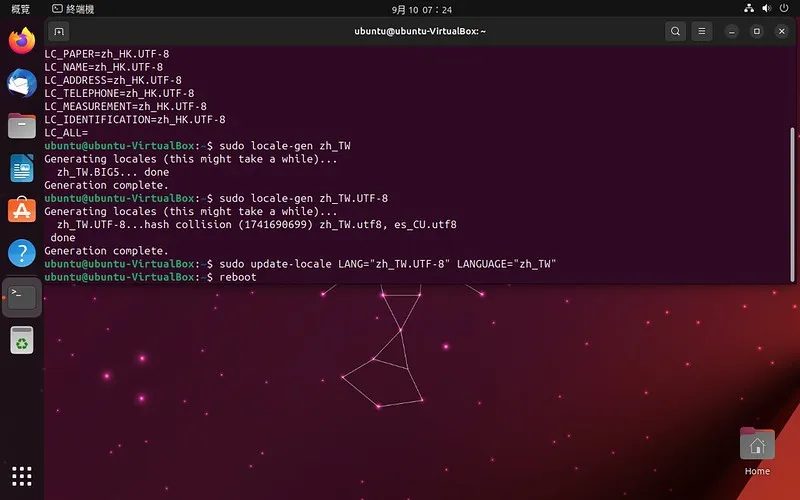 概覽
終端機
9月 10 07：24
ubuntu@ubuntu-VirtualBox: ~
LC_PAPER=zh_HK.UTF-8
LC_NAME=zh_HK.UTF-8
LC_ADDRESS=zh_HK.UTF-8
LC_TELEPHONE=zh_HK.UTF-8
LC_MEASUREMENT=zh_HK.UTF-8
LC_IDENTIFICATION=zh_HK.UTF-8
LC_ALL=
ubuntu@ubuntu-VirtualBox:~$ sudo locale-gen zh_TW
Generating locales (this might take a while)...
  zh_TW.BIG5... done
Generation complete.
ubuntu@ubuntu-VirtualBox:~$ sudo locale-gen zh_TW.UTF-8
Generating locales (this might take a while)...
  zh_TW.UTF-8...hash collision (1741690699) zh_TW.utf8, es_CU.utf8
 done
Generation complete.
ubuntu@ubuntu-VirtualBox:~$ sudo update-locale LANG="zh_TW.UTF-8" LANGUAGE="zh_TW"
ubuntu@ubuntu-VirtualBox:~$ reboot
Home